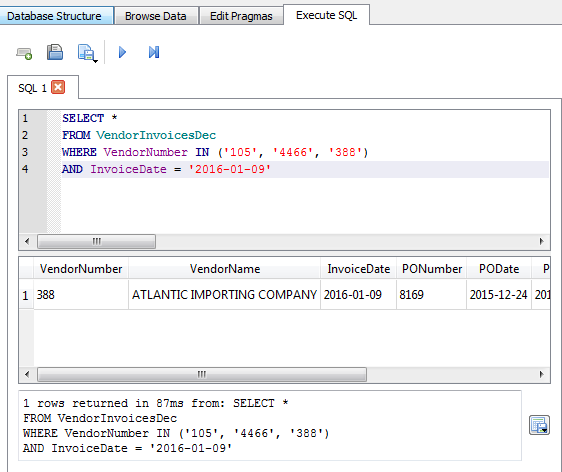 Database Structure Browse Data Edit Pragmas Execute SQL
SQL 1
1 SELECT *
2 FROM VendorInvoicesDec
3 WHERE VendorNumber IN ('105', '4466', '388')
4 AND InvoiceDate = '2016-01-09'
VendorNumber VendorName InvoiceDate PONumber PODate P
1 388 ATLANTIC IMPORTING COMPANY 2016-01-09 8169 2015-12-24 201
1 rows returned in 87ms from: SELECT *
FROM VendorInvoicesDec
WHERE VendorNumber IN ('105', '4466', '388')
AND InvoiceDate = '2016-01-09'